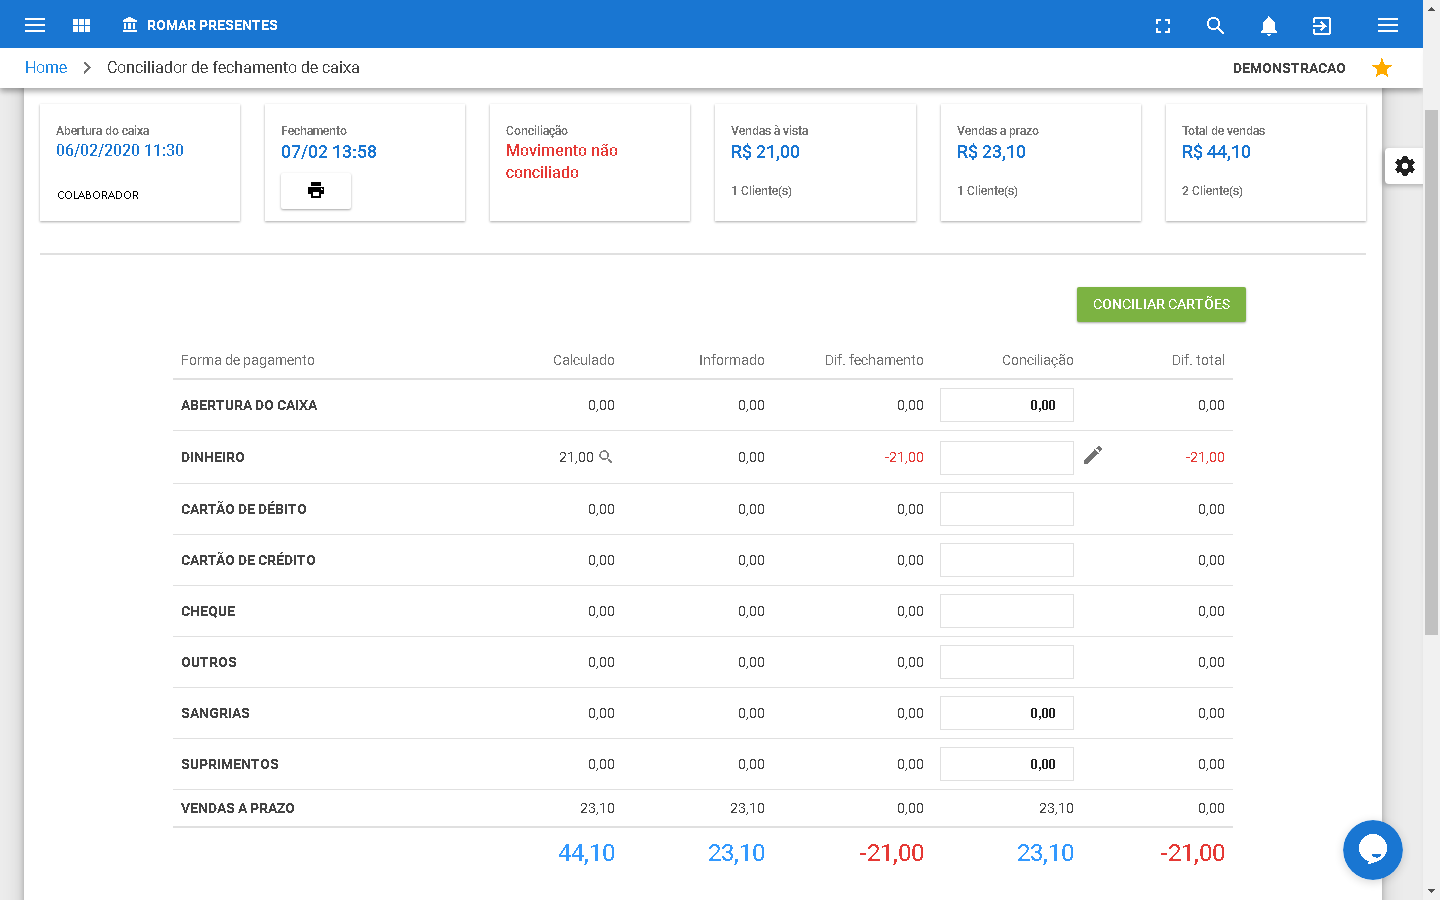 ROMAR PRESENTES
Home
Conciliador de fechamento de caixa
DEMONSTRACAO
Abertura do caixa
06/02/2020 11:30
COLABORADOR
Fechamento
07/02 13:58
Conciliação
Movimento não
conciliado
Vendas à vista
R$ 21,00
1 Cliente(s)
Vendas a prazo
R$ 23,10
1 Cliente(s)
Total de vendas
R$ 44,10
2 Cliente(s)
CONCILIAR CARTÕES
Forma de pagamento Calculado Informado Dif. fechamento Conciliação Dif. total
ABERTURA DO CAIXA 0,00 0,00 0,00 0,00 0,00
DINHEIRO 21,00 0,00 -21,00 -21,00
CARTÃO DE DÉBITO 0,00 0,00 0,00 0,00
CARTÃO DE CRÉDITO 0,00 0,00 0,00 0,00
CHEQUE 0,00 0,00 0,00 0,00
OUTROS 0,00 0,00 0,00 0,00
SANGRIAS 0,00 0,00 0,00 0,00 0,00
SUPRIMENTOS 0,00 0,00 0,00 0,00 0,00
VENDAS A PRAZO 23,10 23,10 0,00 23,10 0,00
44,10 23,10 -21,00 23,10 -21,00